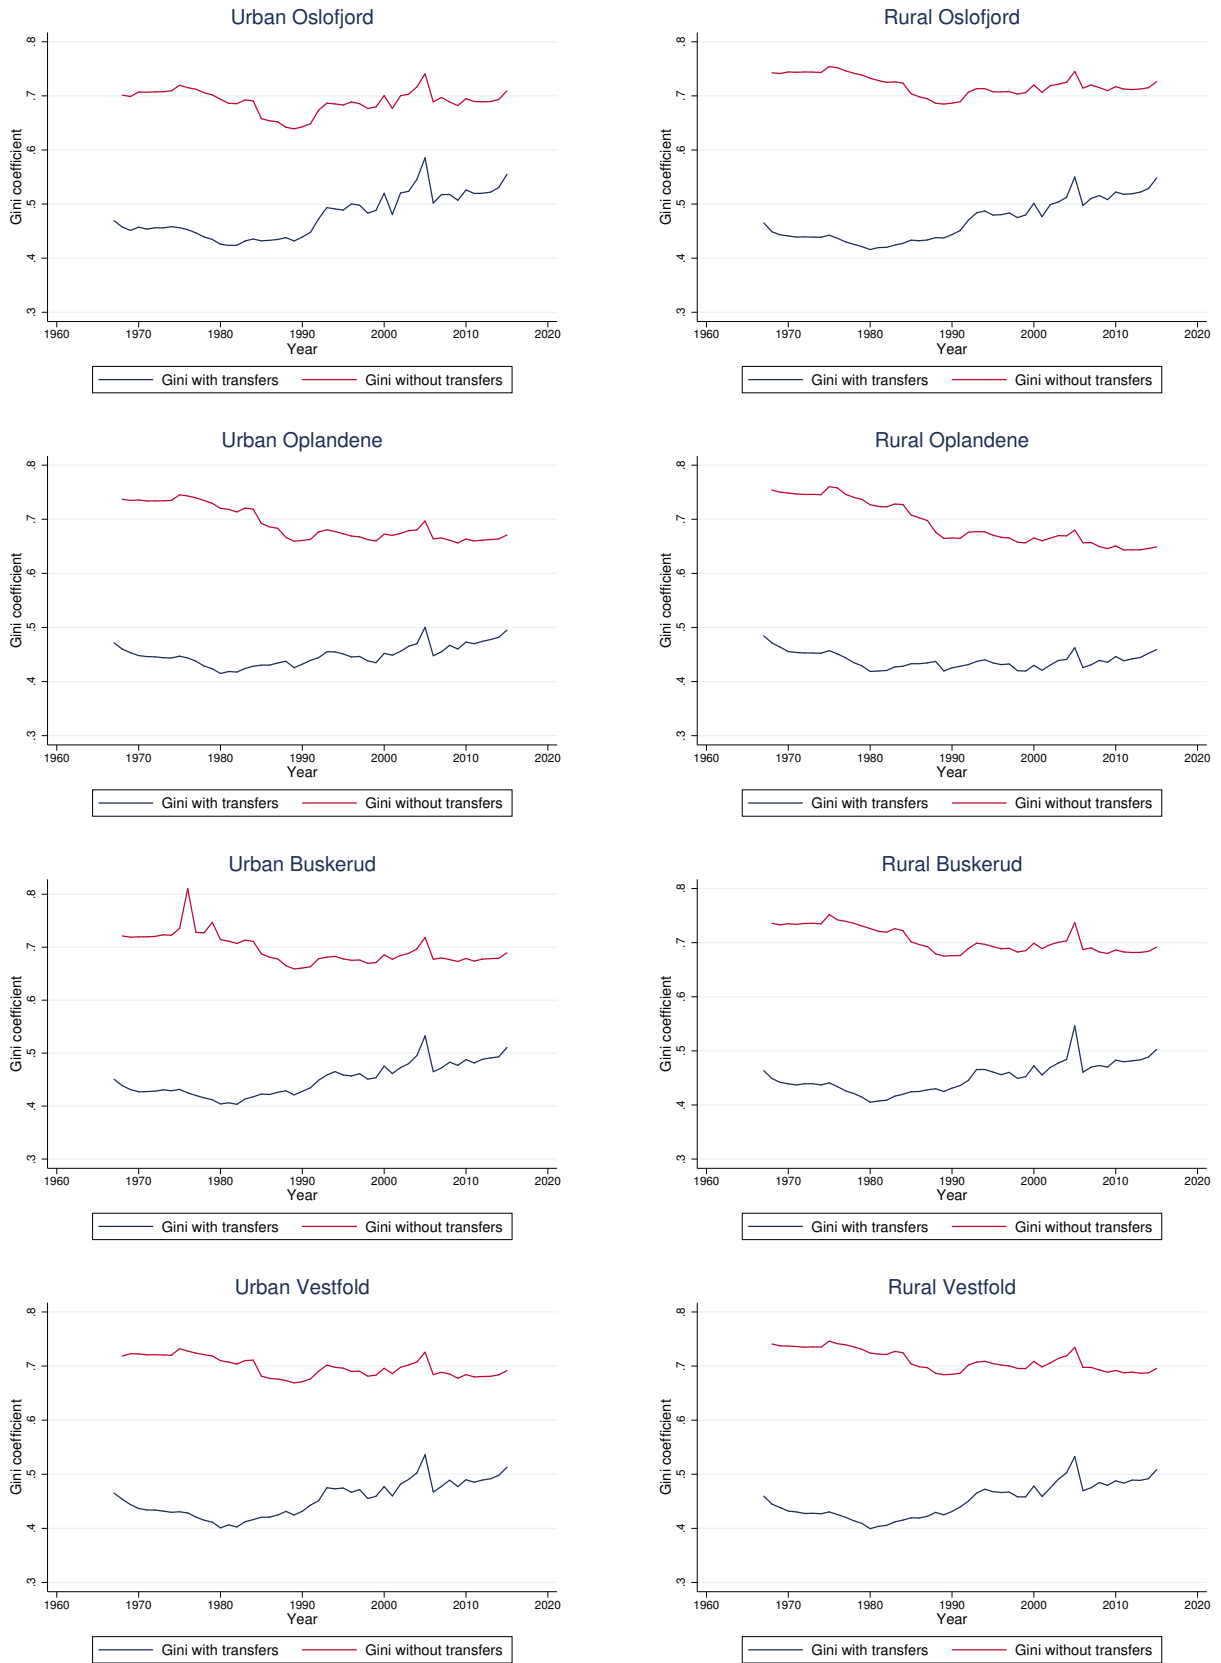 Urban Oslofjord
Gini coefficient
.8
.7
.6
.5
.4
.3
1960 1970 1980 1990 2000 2010 2020
Year
Gini with transfers Gini without transfers
Rural Oslofjord
Gini coefficient
.8
.7
.6
.5
.4
.3
1960 1970 1980 1990 2000 2010 2020
Year
Gini with transfers Gini without transfers
Urban Oplandene
Gini coefficient
.8
.7
.6
.5
.4
.3
1960 1970 1980 1990 2000 2010 2020
Year
Gini with transfers Gini without transfers
Rural Oplandene
Gini coefficient
.8
.7
.6
.5
.4
.3
1960 1970 1980 1990 2000 2010 2020
Year
Gini with transfers Gini without transfers
Urban Buskerud
Gini coefficient
.8
.7
.6
.5
.4
.3
1960 1970 1980 1990 2000 2010 2020
Year
Gini with transfers Gini without transfers
Rural Buskerud
Gini coefficient
.8
.7
.6
.5
.4
.3
1960 1970 1980 1990 2000 2010 2020
Year
Gini with transfers Gini without transfers
Urban Vestfold
Gini coefficient
.8
.7
.6
.5
.4
.3
1960 1970 1980 1990 2000 2010 2020
Year
Gini with transfers Gini without transfers
Rural Vestfold
Gini coefficient
.8
.7
.6
.5
.4
.3
1960 1970 1980 1990 2000 2010 2020
Year
Gini with transfers Gini without transfers